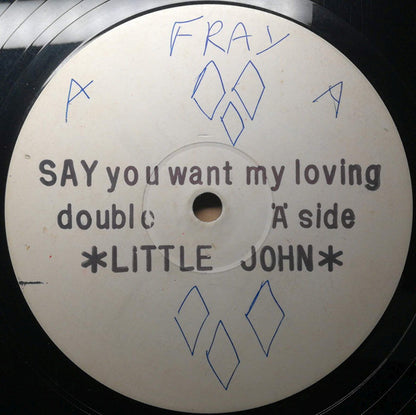 FRAY
A A
SAY you want my loving
double Ä side
*LiTTLE JOHN*